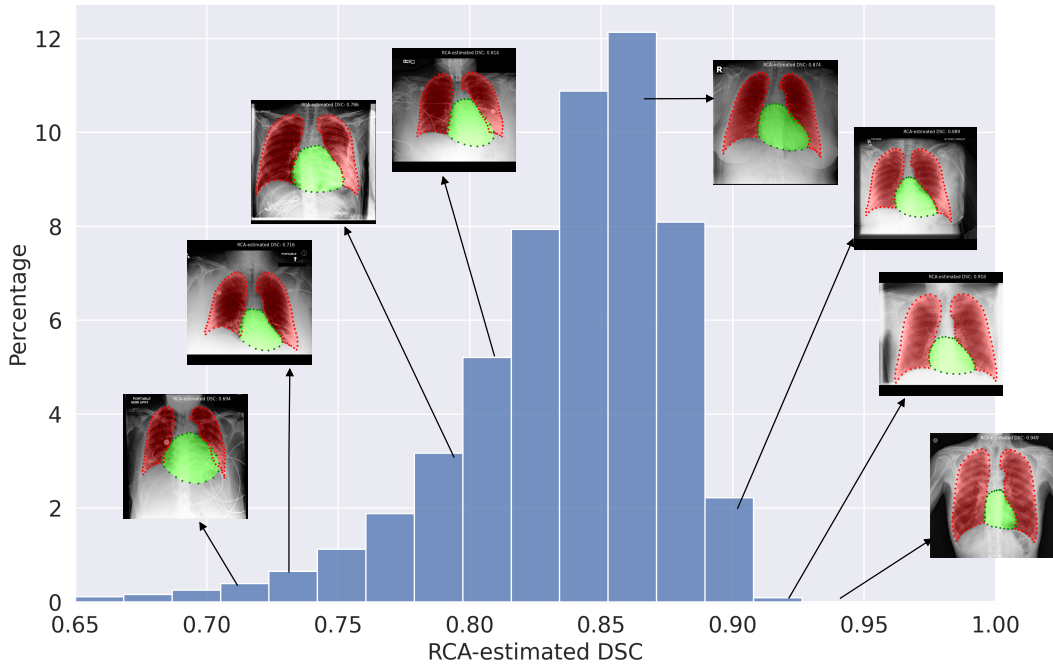 12
10
8
6
4
2
0
Percentage
0.65
0.70
0.75
0.80
0.85
0.90
0.95
1.00
RCA-estimated DSC
RCA-estimated DSC: 0.814
RCA-estimated DSC: 0.874
R
RCA-estimated DSC: 0.786
RCA-estimated DSC: 0.889
RCA-estimated DSC: 0.716
PORTABLE
RCA-estimated DSC: 0.918
PORTABLE
SEMI UPRT
RCA-estimated DSC: 0.694
RCA-estimated DSC: 0.949